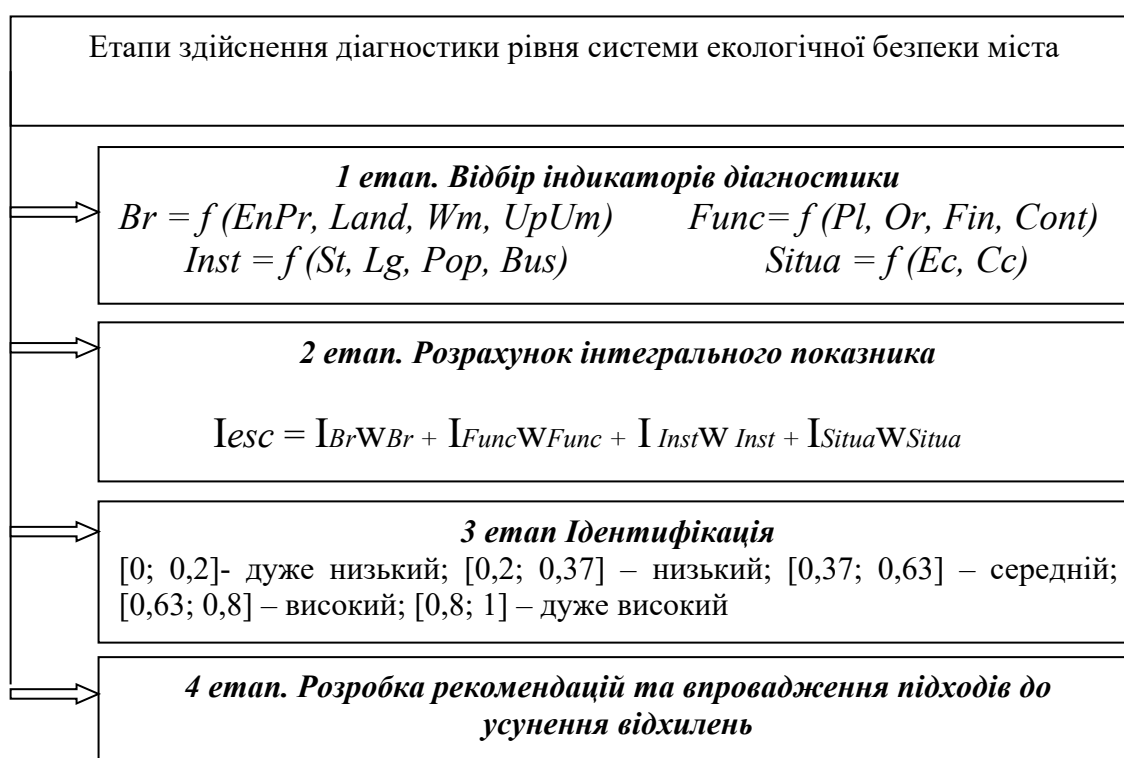 Етапи здійснення діагностики рівня системи екологічної безпеки міста
1 етап. Відбір індикаторів діагностики
Br = f (EnPr, Land, Wm, UpUm) Func= f (Pl, Or, Fin, Cont)
Inst = f (St, Lg, Pop, Bus) Situa = f (Ec, Cc)
2 етап. Розрахунок інтегрального показника
Iesc = IBrWBr + IFuncWFunc + I InstW Inst + ISituaWSitua
3 етап Ідентифікація
[0; 0,2]- дуже низький; [0,2; 0,37] – низький; [0,37; 0,63] – середній;
[0,63; 0,8] – високий; [0,8; 1] – дуже високий
4 етап. Розробка рекомендацій та впровадження підходів до
усунення відхилень